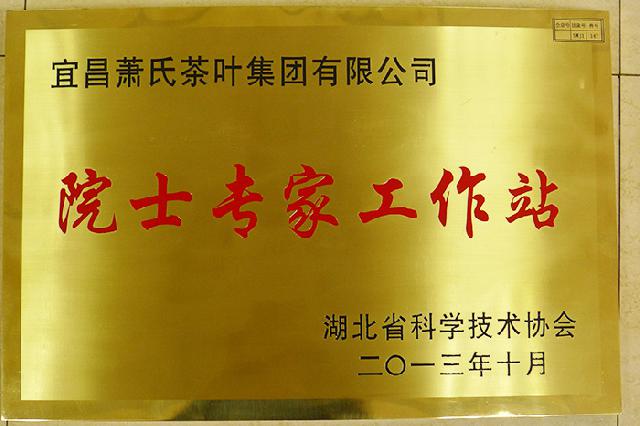 宜昌萧氏茶叶集团有限公司
院士专家工作站
湖北省科学技术协会
二〇一三年十月